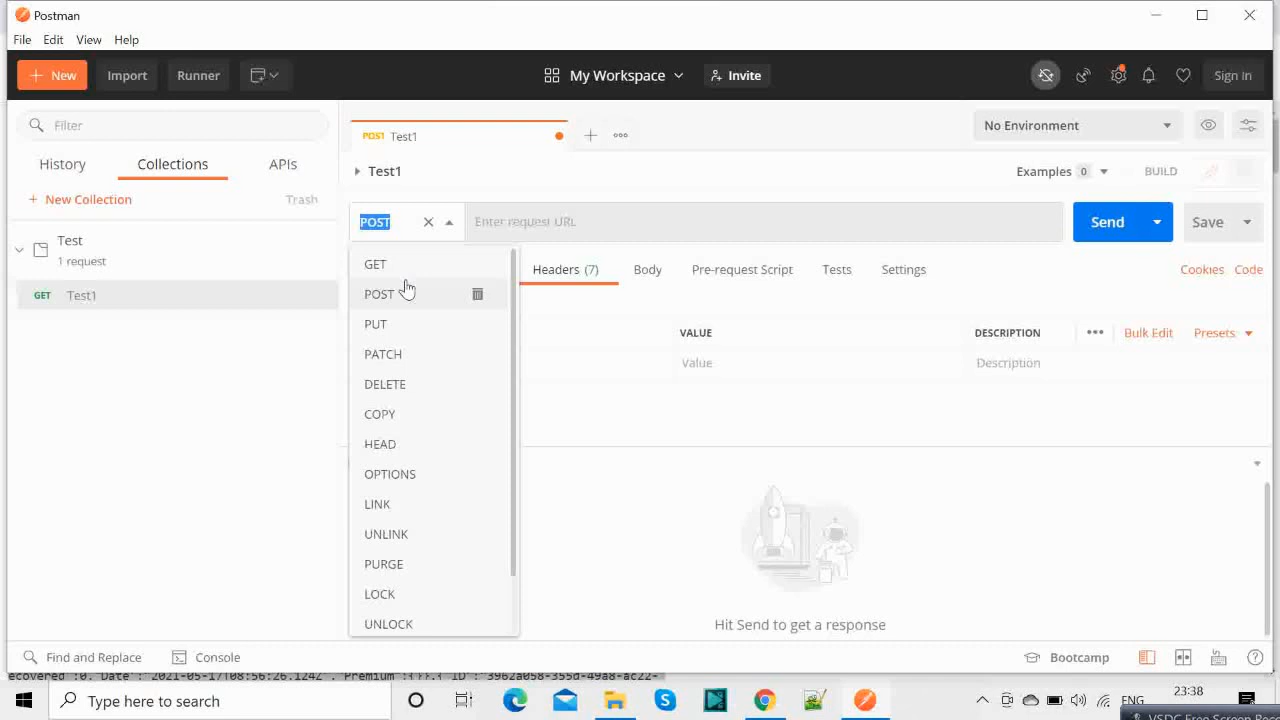 Postman
File Edit View Help
New Import Runner My Workspace Invite Sign In
Filter
History Collections APIs
+ New Collection Trash
Test
1 request
GET Test1
POST Test1
No Environment
Test1
Examples 0 BUILD
POST Enter request URL Send Save
GET
POST
PUT
PATCH
DELETE
COPY
HEAD
OPTIONS
LINK
UNLINK
PURGE
LOCK
UNLOCK
Headers (7) Body Pre-request Script Tests Settings Cookies Code
VALUE DESCRIPTION Bulk Edit Presets
Value Description
Hit Send to get a response
Find and Replace Console Bootcamp
Type here to search
ENG 23:38
VSDC Free Screen